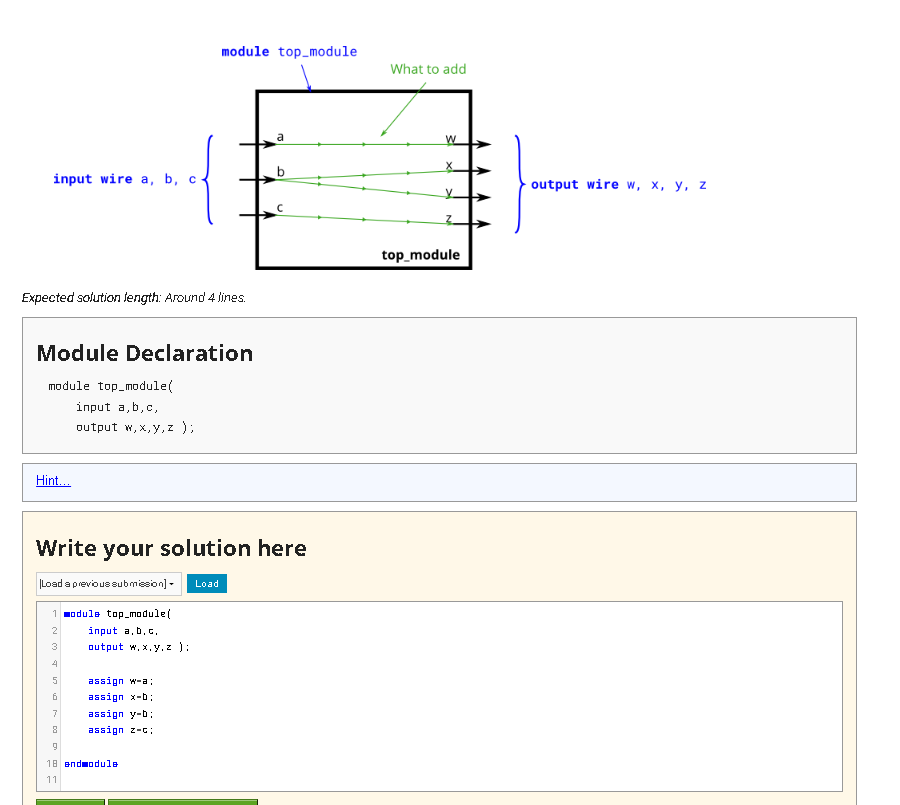 module top_module
What to add
a
w
x
b
input wire a, b, c
output wire w, x, y, z
y
c
z
top_module
Expected solution length: Around 4 lines.
Module Declaration
module top_module(
input a,b,c,
output w,x,y,z );
Hint...
Write your solution here
[Load a previous submission]
Load
1 module top_module(
2 input a,b,c,
3 output w,x,y,z );
4
5 assign w=a;
6 assign x=b;
7 assign y=b;
8 assign z=c;
9
10 endmodule
11